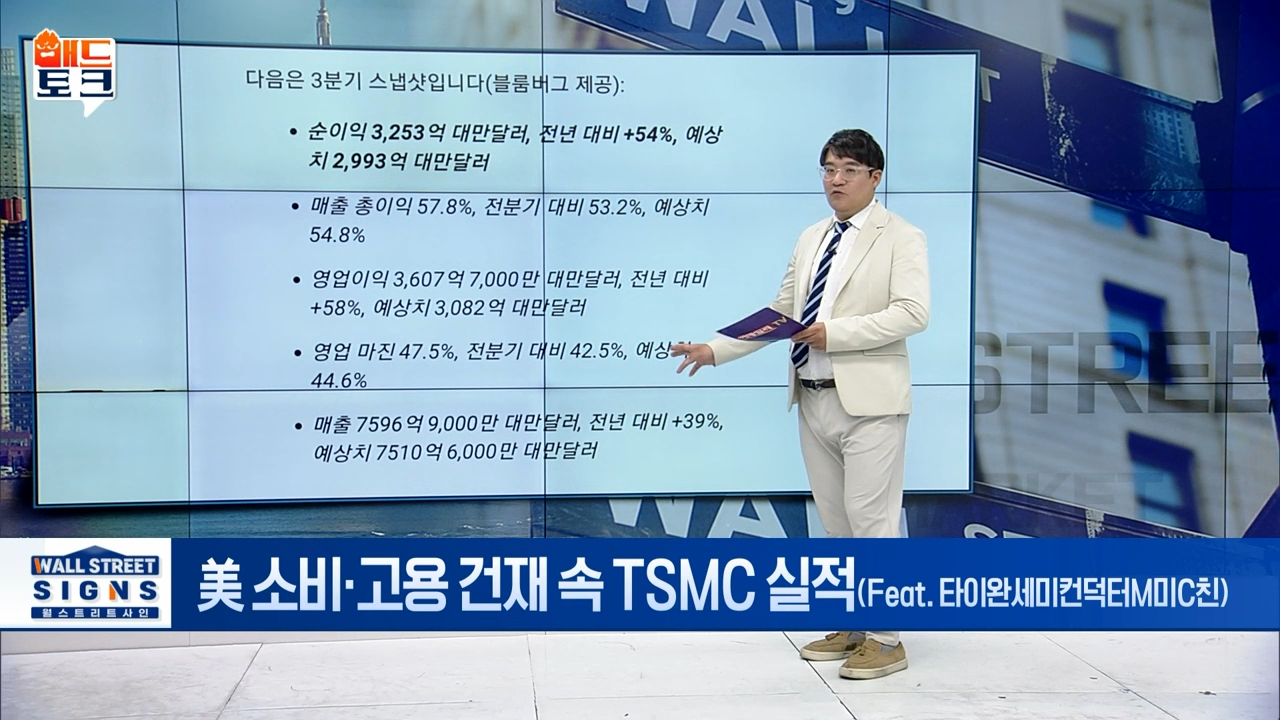 매드
토크
다음은 3분기 스냅샷입니다(블룸버그 제공):
• 순이익 3,253억 대만달러, 전년 대비 +54%, 예상
치 2,993억 대만달러
• 매출 총이익 57.8%, 전분기 대비 53.2%, 예상치
54.8%
• 영업이익 3,607억 7,000만 대만달러, 전년 대비
+58%, 예상치 3,082억 대만달러
• 영업 마진 47.5%, 전분기 대비 42.5%, 예상
44.6%
• 매출 7596억 9,000만 대만달러, 전년 대비 +39%,
예상치 7510억 6,000만 대만달러
WALL
STREE
WALL
WALL STREET
SIGNS
월스트리트사인
美 소비·고용 건재 속 TSMC 실적(Feat. 타이완세미컨덕터M미C친)